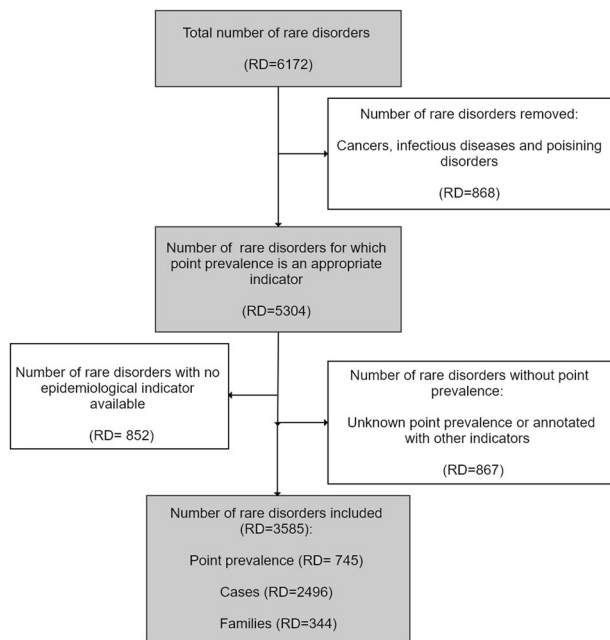 Total number of rare disorders
(RD=6172)
Number of rare disorders removed:
Cancers, infectious diseases and poisining
disorders
(RD=868)
Number of  rare disorders for which
point prevalence is an appropriate
indicator
(RD=5304)
Number of rare disorders with no
epidemiological indicator
available
(RD= 852)
Number of rare disorders without point
prevalence:
Unknown point prevalence or annotated
with other indicators
(RD=867)
Number of rare disorders included
(RD=3585):
Point prevalence (RD= 745)
Cases (RD=2496)
Families (RD=344)